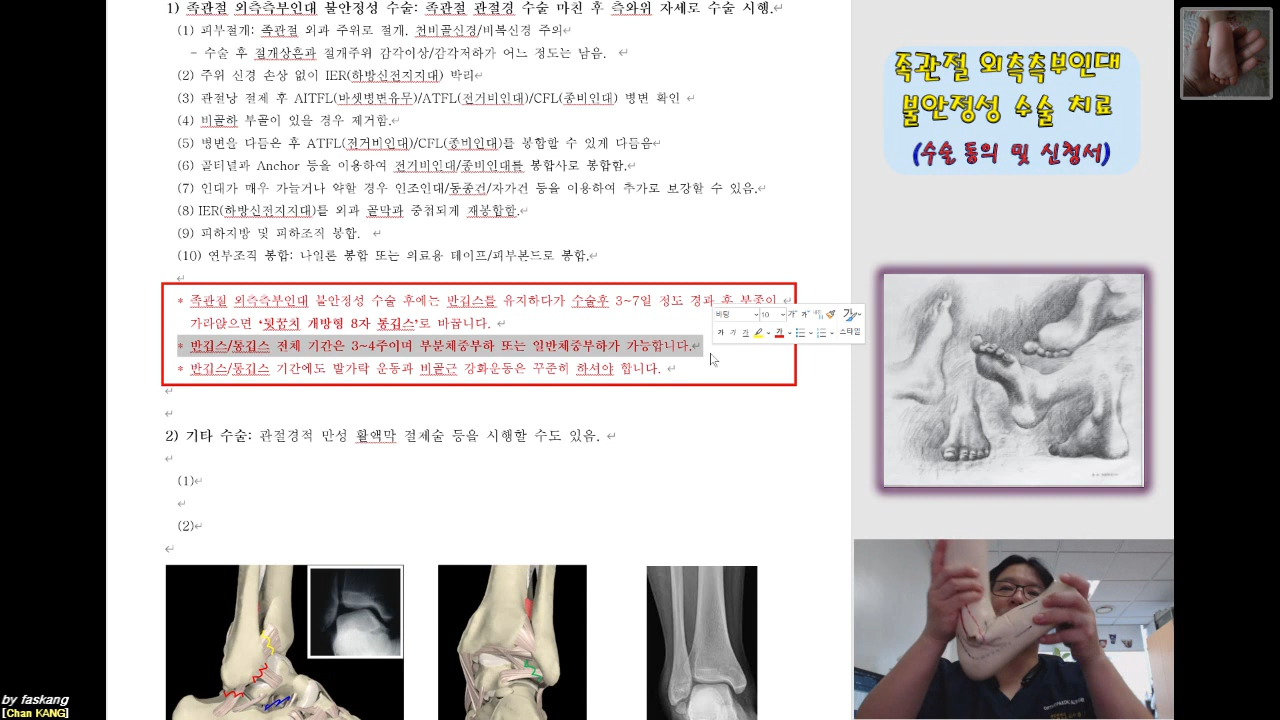 1) 족관절 외측측부인대 불안정성 수술: 족관절 관절경 수술 마친 후 측와위 자세로 수술 시행.
(1) 피부절개: 족관절 외과 주위로 절개, 천비골신경/비복신경 주의
- 수술 후 절개상흔과 절개주위 감각이상/감각저하가 어느 정도는 남음.
(2) 주위 신경 손상 없이 IER(하방신전지지대) 박리
(3) 관절낭 절제 후 AITFL(바셋병변유무)/ATFL(전거비인대)/CFL(종비인대) 병변 확인
(4) 비골하 부골이 있을 경우 제거함.
(5) 병변을 다듬은 후 ATFL(전거비인대)/CFL(종비인대)를 봉합할 수 있게 다듬음
(6) 골터널과 Anchor 등을 이용하여 전기비인대/종비인대를 봉합사로 봉합함.
(7) 인대가 매우 가늘거나 약할 경우 인조인대/동종건/자가건 등을 이용하여 추가로 보강할 수 있음.
(8) IER(하방신전지지대)를 외과 골막과 중첩되게 재봉합함.
(9) 피하지방 및 피하조직 봉합.
(10) 연부조직 봉합: 나일론 봉합 또는 의료용 테이프/피부본드로 봉합.
* 족관절 외측측부인대 불안정성 수술 후에는 반깁스를 유지하다가 수술후 3~7일 정도 경과 후 부종이
가라앉으면 ‘뒷꿈치 개방형 8자 통깁스’로 바꿉니다.
* 반깁스/통깁스 전체 기간은 3~4주이며 부분체중부하 또는 일반체중부하가 가능합니다.
* 반깁스/통깁스 기간에도 발가락 운동과 비골근 강화운동은 꾸준히 하셔야 합니다.
바탕 10 가 가 가
가 가 가 가 스타일
2) 기타 수술: 관절경적 만성 활액막 절제술 등을 시행할 수도 있음.
(1)
(2)
족관절 외측측부인대
불안정성 수술 치료
(수술 동의 및 신청서)
by faskang
[Chan KANG]